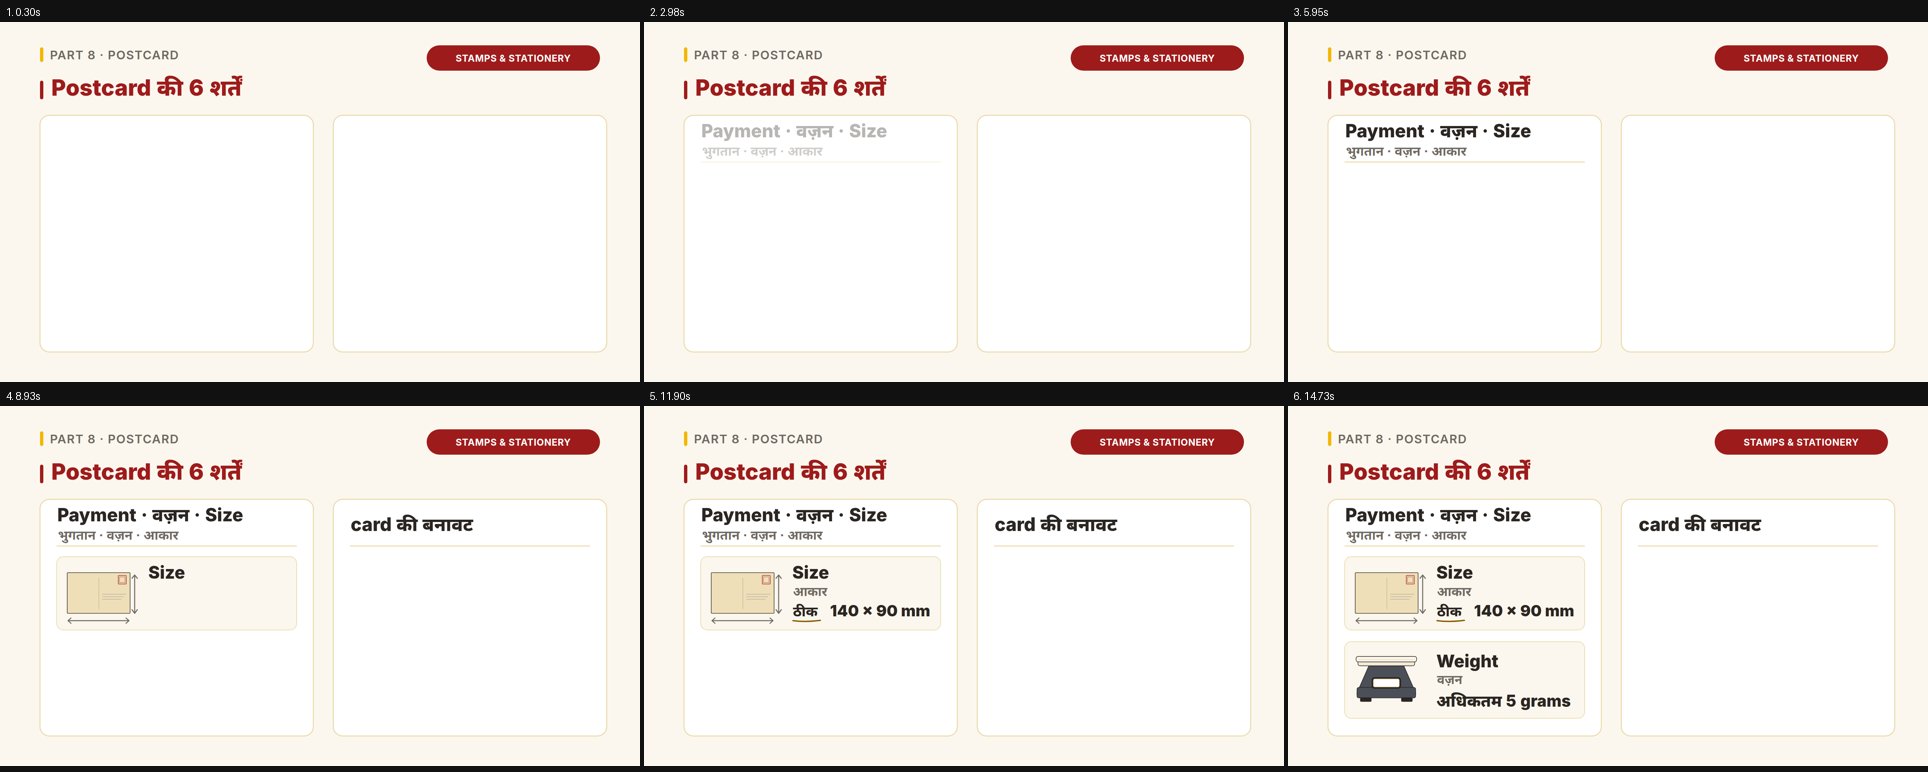 1. 0.30s
PART 8 · POSTCARD
STAMPS & STATIONERY
Postcard की 6 शर्तें
2. 2.98s
PART 8 · POSTCARD
STAMPS & STATIONERY
Postcard की 6 शर्तें
Payment · वज़न · Size
भुगतान · वज़न · आकार
3. 5.95s
PART 8 · POSTCARD
STAMPS & STATIONERY
Postcard की 6 शर्तें
Payment · वज़न · Size
भुगतान · वज़न · आकार
4. 8.93s
PART 8 · POSTCARD
STAMPS & STATIONERY
Postcard की 6 शर्तें
Payment · वज़न · Size
भुगतान · वज़न · आकार
Size
card की बनावट
5. 11.90s
PART 8 · POSTCARD
STAMPS & STATIONERY
Postcard की 6 शर्तें
Payment · वज़न · Size
भुगतान · वज़न · आकार
Size
आकार
ठीक 140 × 90 mm
card की बनावट
6. 14.73s
PART 8 · POSTCARD
STAMPS & STATIONERY
Postcard की 6 शर्तें
Payment · वज़न · Size
भुगतान · वज़न · आकार
Size
आकार
ठीक 140 × 90 mm
Weight
वज़न
अधिकतम 5 grams
card की बनावट